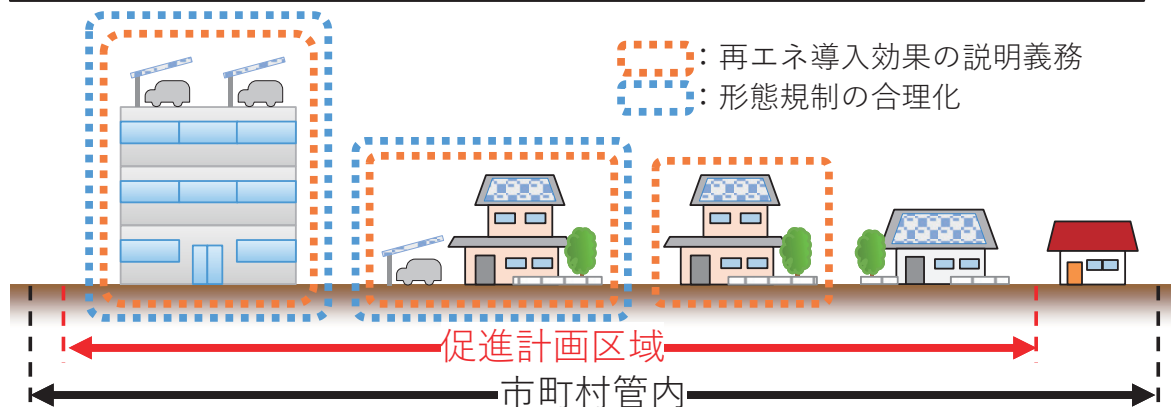 ：再エネ導入効果の説明義務
：形態規制の合理化
促進計画区域
市町村管内